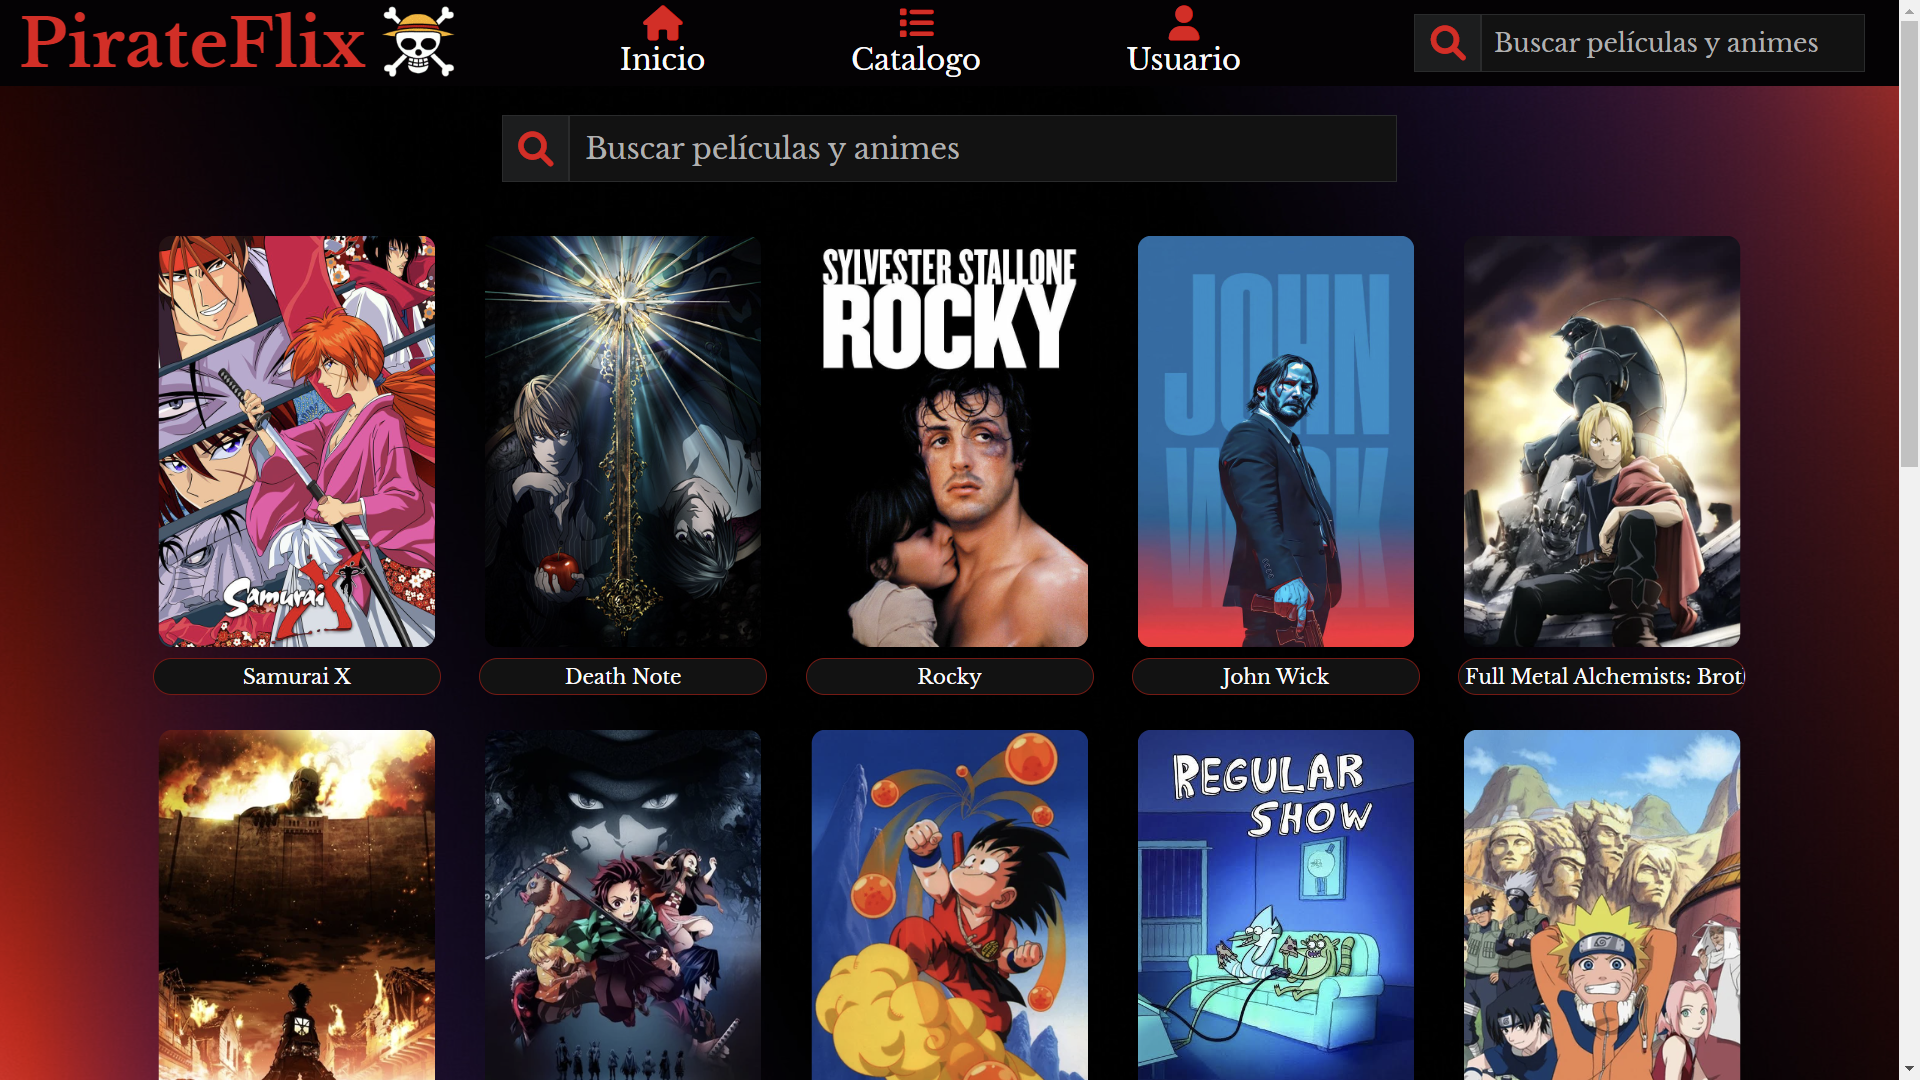 PirateFlix
Inicio
Catalogo
Usuario
Buscar películas y animes
Buscar películas y animes
Samurai X
SYLVESTER STALLONE
ROCKY
JOHN
WICK
Samurai X
Death Note
Rocky
John Wick
Full Metal Alchemists: Brot
REGULAR
SHOW